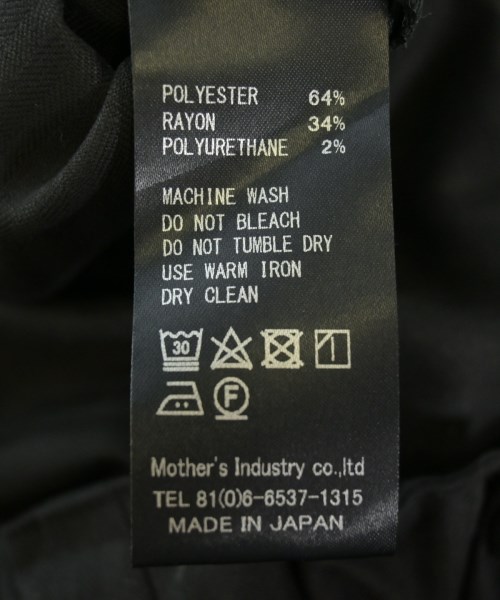 POLYESTER 64%
RAYON 34%
POLYURETHANE 2%
MACHINE WASH
DO NOT BLEACH
DO NOT TUMBLE DRY
USE WARM IRON
DRY CLEAN
30
F
Mother's Industry co.,ltd
TEL 81(0)6-6537-1315
MADE IN JAPAN